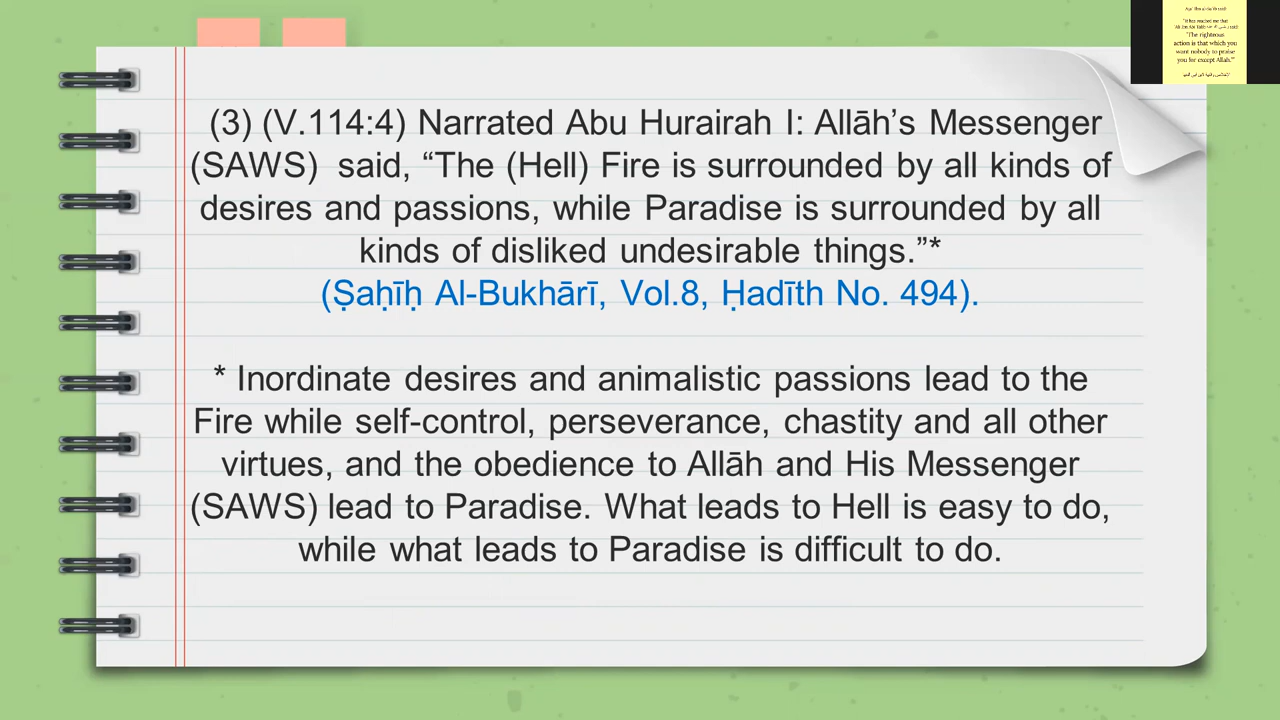 (3) (V.114:4) Narrated Abu Hurairah I: Allāh’s Messenger
(SAWS) said, “The (Hell) Fire is surrounded by all kinds of
desires and passions, while Paradise is surrounded by all
kinds of disliked undesirable things.”*
(Ṣaḥīḥ Al-Bukhārī, Vol.8, Ḥadīth No. 494).
* Inordinate desires and animalistic passions lead to the
Fire while self-control, perseverance, chastity and all other
virtues, and the obedience to Allāh and His Messenger
(SAWS) lead to Paradise. What leads to Hell is easy to do,
while what leads to Paradise is difficult to do.
"It has reached me that
"The righteous
action is that which you
want nobody to praise
you for except Allah."